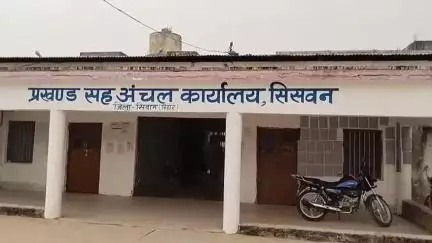 प्रखण्ड सह अंचल कार्यालय, सिसवन
जिला-सिवान (बिहार)